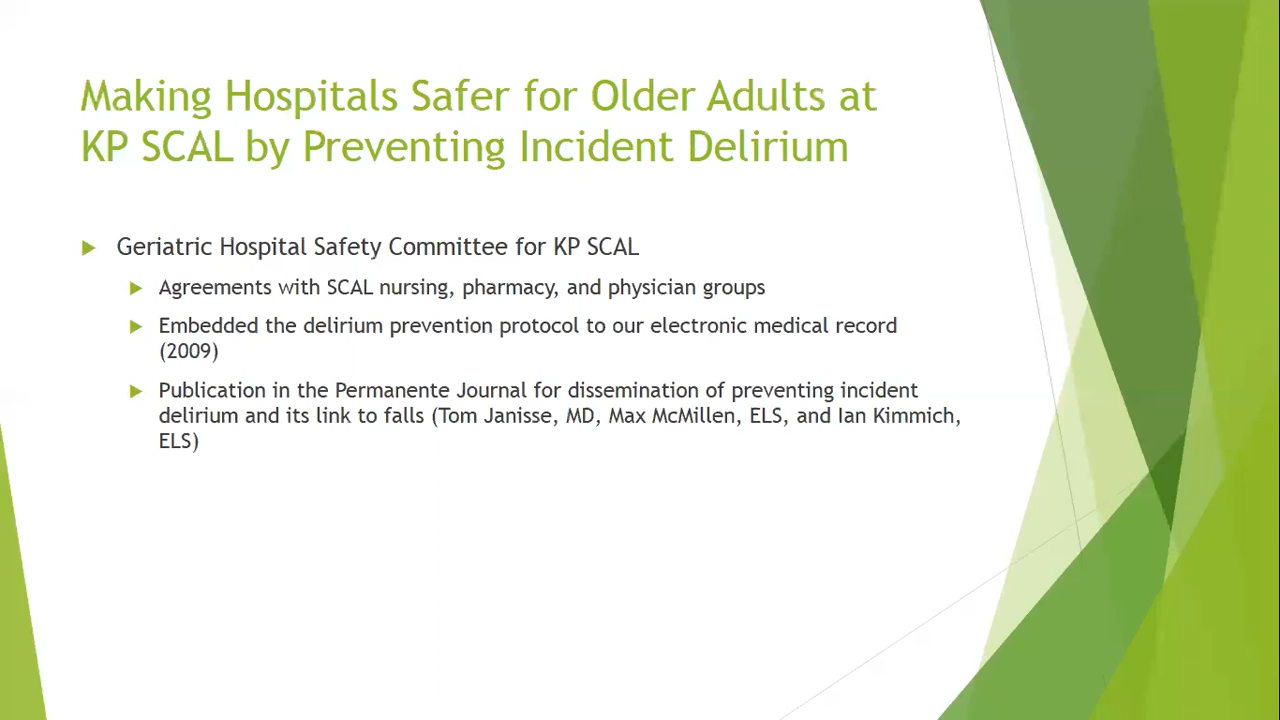 Making Hospitals Safer for Older Adults at
KP SCAL by Preventing Incident Delirium
Geriatric Hospital Safety Committee for KP SCAL
Agreements with SCAL nursing, pharmacy, and physician groups
Embedded the delirium prevention protocol to our electronic medical record
(2009)
Publication in the Permanente Journal for dissemination of preventing incident
delirium and its link to falls (Tom Janisse, MD, Max McMillen, ELS, and Ian Kimmich,
ELS)